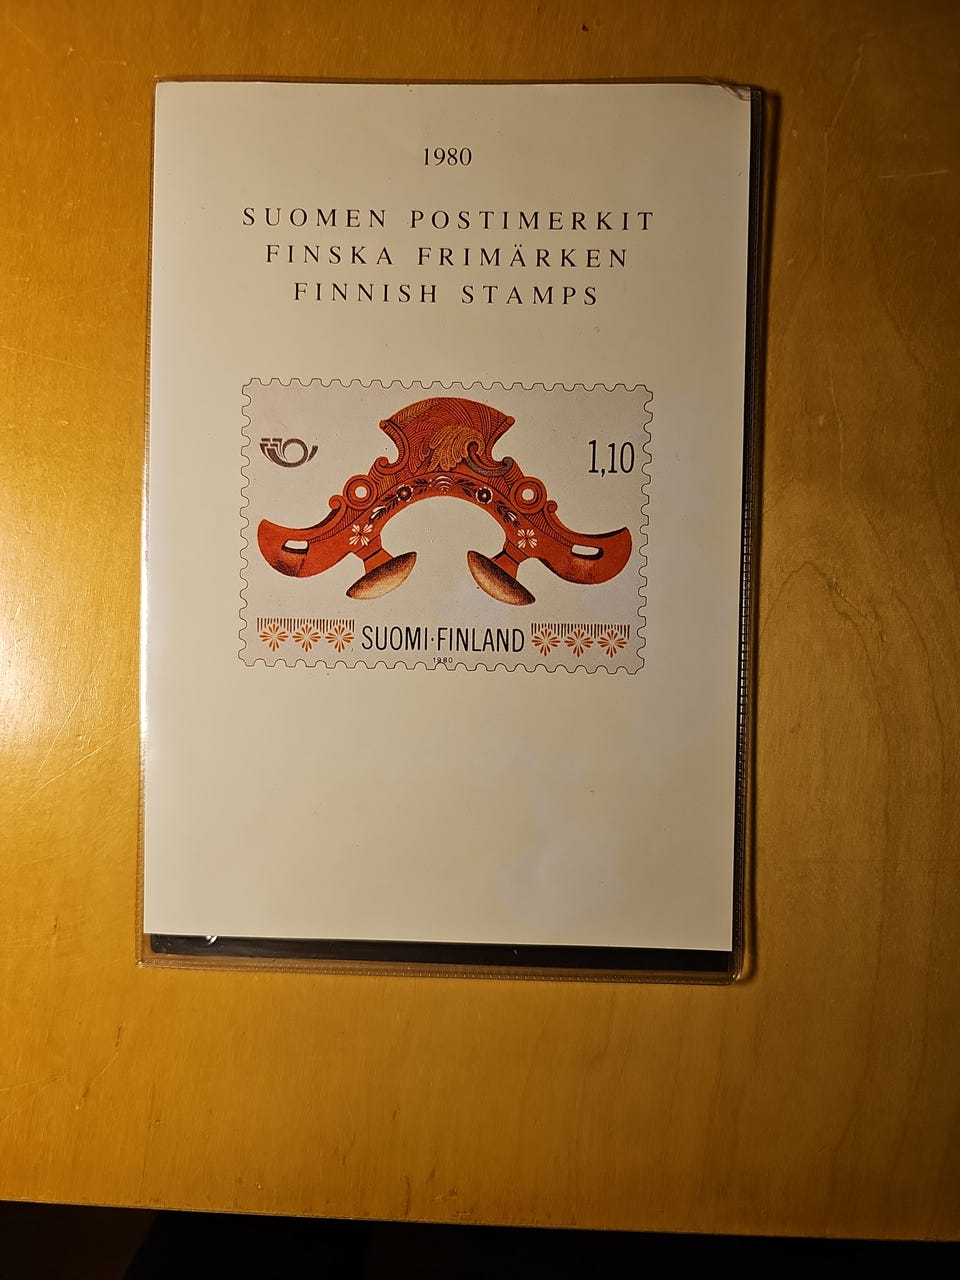 1980
SUOMEN POSTIMERKIT
FINSKA FRIMÄRKEN
FINNISH STAMPS
1,10
SUOMI·FINLAND
1980